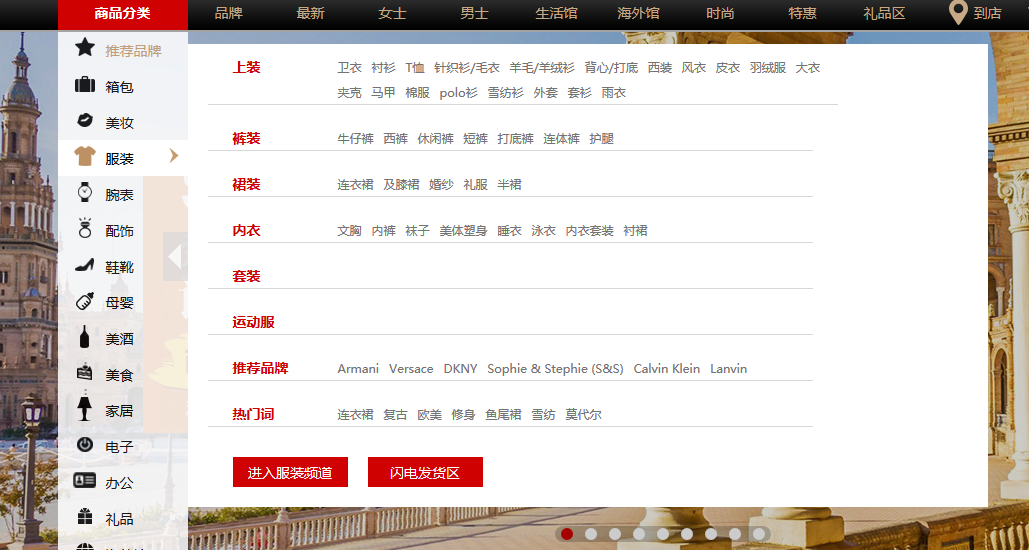 商品分类 品牌 最新 女士 男士 生活馆 海外馆 时尚 特惠 礼品区 到店
推荐品牌
箱包
美妆
服装
腕表
配饰
鞋靴
母婴
美酒
美食
家居
电子
办公
礼品
上装 卫衣 衬衫 T恤 针织衫/毛衣 羊毛/羊绒衫 背心/打底 西装 风衣 皮衣 羽绒服 大衣
夹克 马甲 棉服 polo衫 雪纺衫 外套 套衫 雨衣
裤装 牛仔裤 西裤 休闲裤 短裤 打底裤 连体裤 护腿
裙装 连衣裙 及膝裙 婚纱 礼服 半裙
内衣 文胸 内裤 袜子 美体塑身 睡衣 泳衣 内衣套装 衬裙
套装
运动服
推荐品牌 Armani Versace DKNY Sophie & Stephie (S&S) Calvin Klein Lanvin
热门词 连衣裙 复古 欧美 修身 鱼尾裙 雪纺 莫代尔
进入服装频道 闪电发货区